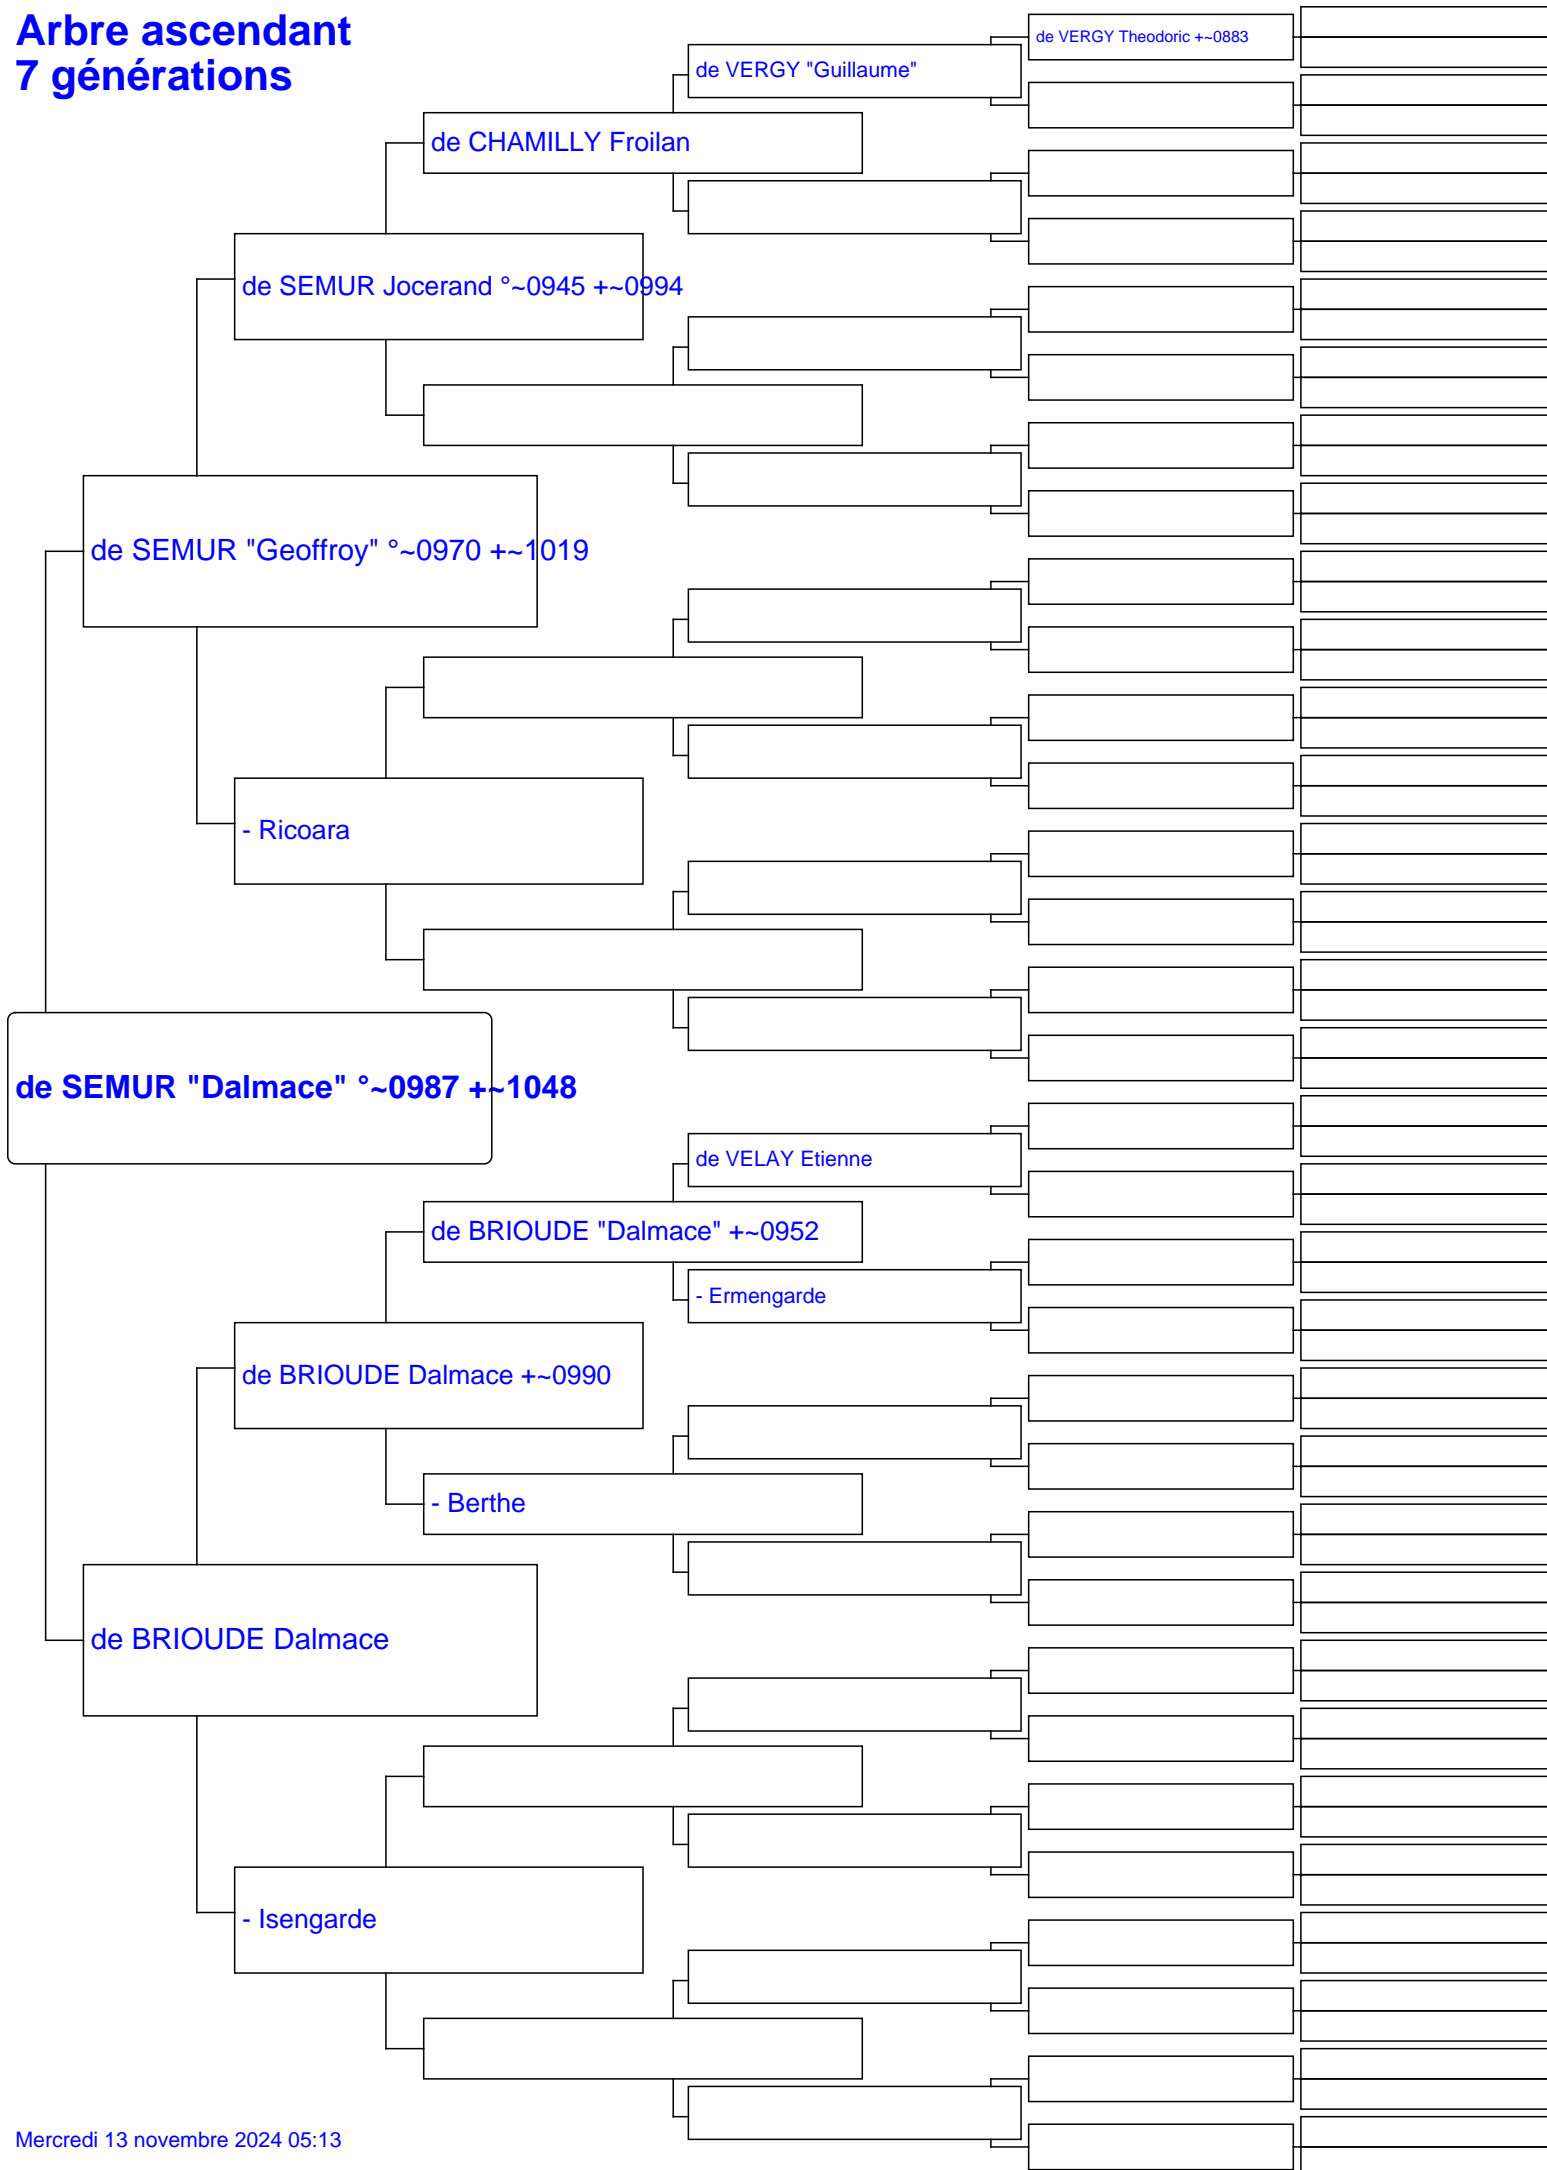 Arbre ascendant
7 générations
de VERGY Theodoric +~0883
de VERGY "Guillaume"
de CHAMILLY Froilan
de SEMUR Jocerand °~0945 +~0994
de SEMUR "Geoffroy" °~0970 +~1019
- Ricoara
de SEMUR "Dalmace" °~0987 +~1048
de VELAY Etienne
de BRIOUDE "Dalmace" +~0952
- Ermengarde
de BRIOUDE Dalmace +~0990
- Berthe
de BRIOUDE Dalmace
- Isengarde
Mercredi 13 novembre 2024 05:13